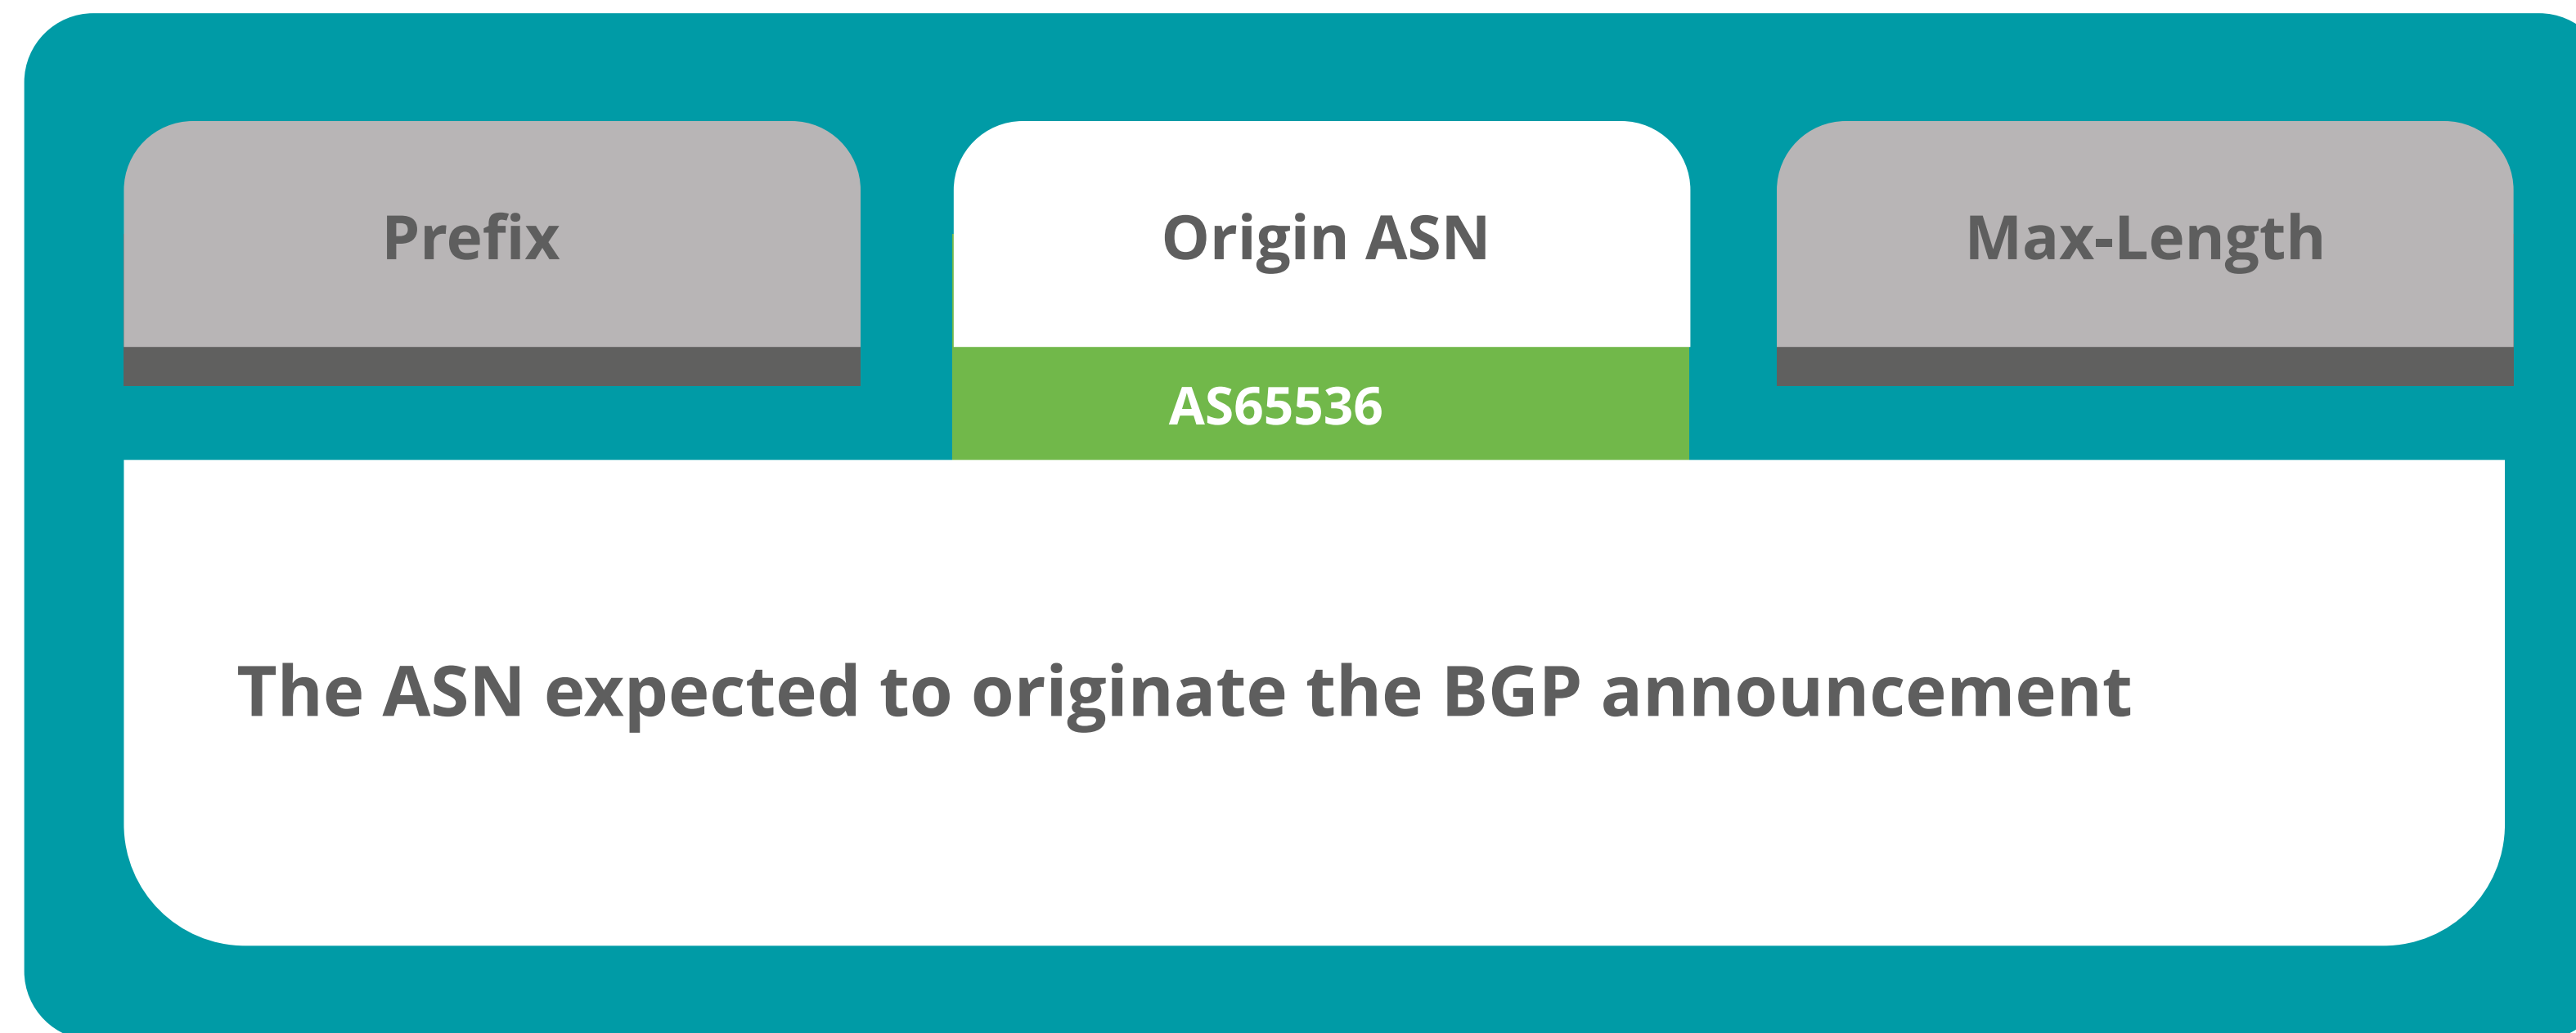 Prefix
Origin ASN
Max-Length
AS65536
The ASN expected to originate the BGP announcement